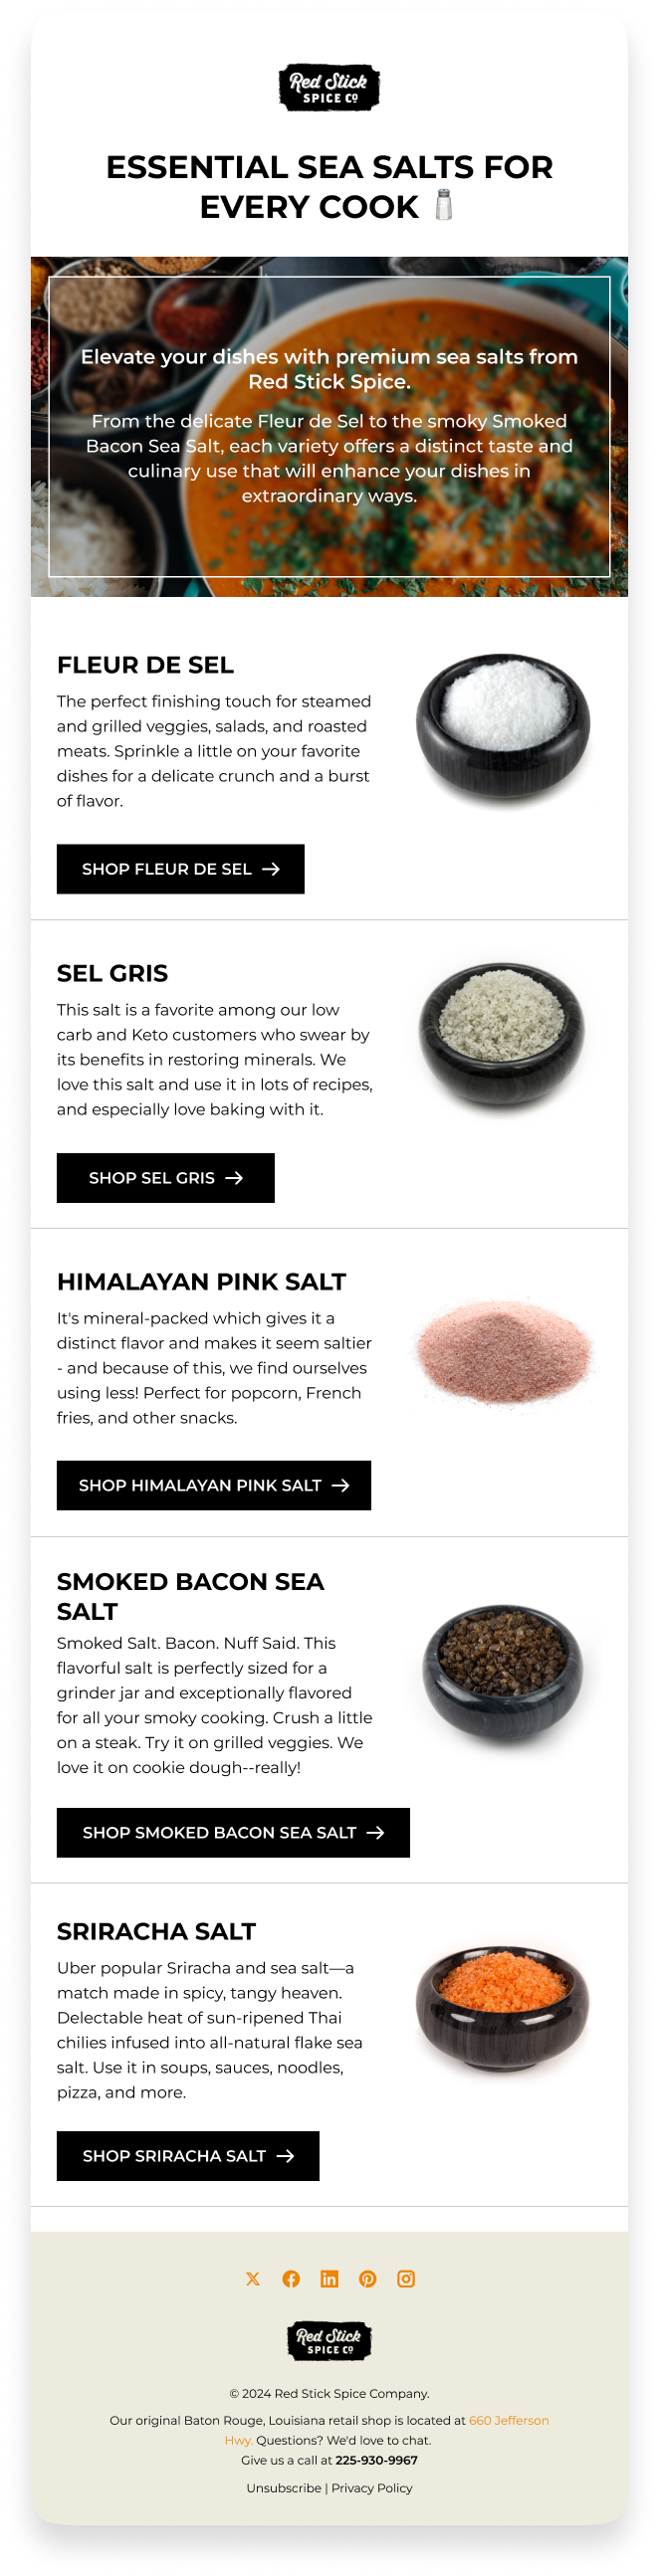 Red Stick
SPICE CO
ESSENTIAL SEA SALTS FOR
EVERY COOK
Elevate your dishes with premium sea salts from
Red Stick Spice.
From the delicate Fleur de Sel to the smoky Smoked
Bacon Sea Salt, each variety offers a distinct taste and
culinary use that will enhance your dishes in
extraordinary ways.
FLEUR DE SEL
The perfect finishing touch for steamed
and grilled veggies, salads, and roasted
meats. Sprinkle a little on your favorite
dishes for a delicate crunch and a burst
of flavor.
SHOP FLEUR DE SEL →
SEL GRIS
This salt is a favorite among our low
carb and Keto customers who swear by
its benefits in restoring minerals. We
love this salt and use it in lots of recipes,
and especially love baking with it.
SHOP SEL GRIS →
HIMALAYAN PINK SALT
It's mineral-packed which gives it a
distinct flavor and makes it seem saltier
- and because of this, we find ourselves
using less! Perfect for popcorn, French
fries, and other snacks.
SHOP HIMALAYAN PINK SALT →
SMOKED BACON SEA
SALT
Smoked Salt. Bacon. Nuff Said. This
flavorful salt is perfectly sized for a
grinder jar and exceptionally flavored
for all your smoky cooking. Crush a little
on a steak. Try it on grilled veggies. We
love it on cookie dough--really!
SHOP SMOKED BACON SEA SALT →
SRIRACHA SALT
Uber popular Sriracha and sea salt—a
match made in spicy, tangy heaven.
Delectable heat of sun-ripened Thai
chilies infused into all-natural flake sea
salt. Use it in soups, sauces, noodles,
pizza, and more.
SHOP SRIRACHA SALT →
Red Stick
SPICE CO
© 2024 Red Stick Spice Company.
Our original Baton Rouge, Louisiana retail shop is located at 660 Jefferson
Hwy. Questions? We'd love to chat.
Give us a call at 225-930-9967
Unsubscribe | Privacy Policy